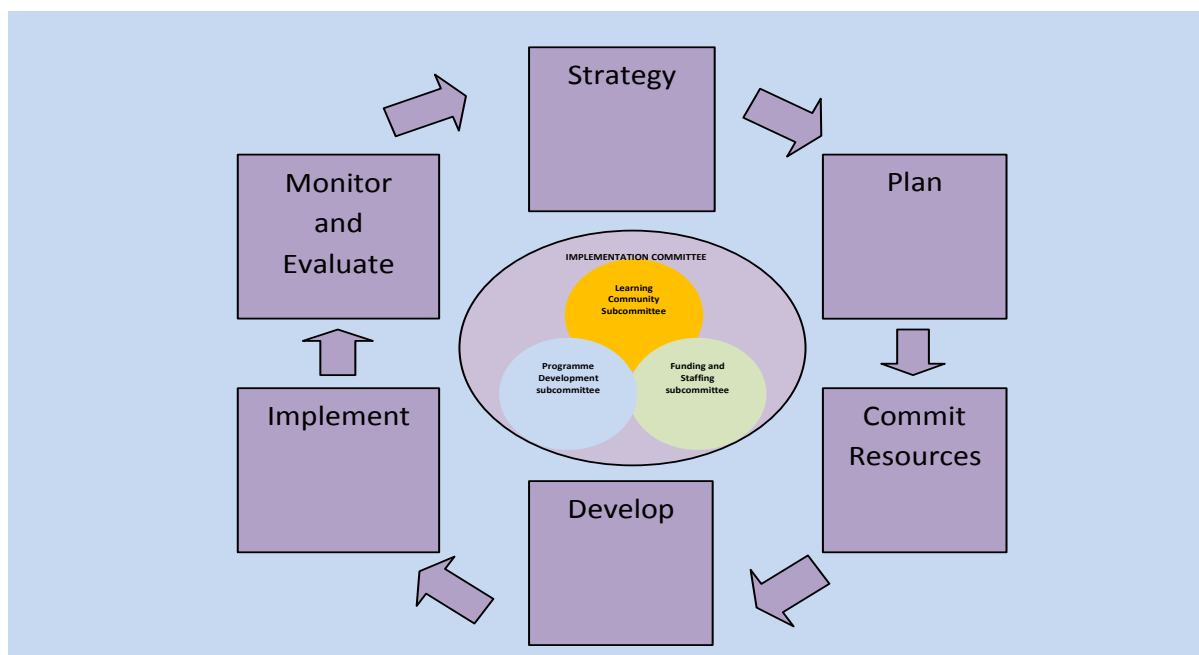 Strategy
Plan
Monitor
and
Evaluate
IMPLEMENTATION COMMITTEE
Learning
Community
Subcommittee
Programme
Development
subcommittee
Funding and
Staffing
subcommittee
Implement
Commit
Resources
Develop